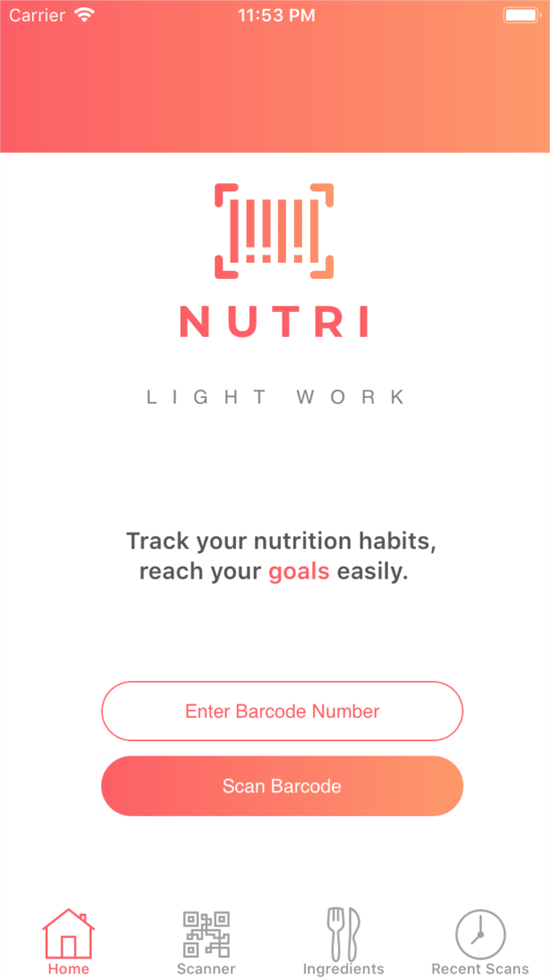 Carrier 11:53 PM
NUTRI
LIGHT WORK
Track your nutrition habits,
reach your goals easily.
Enter Barcode Number
Scan Barcode
Home Scanner Ingredients Recent Scans